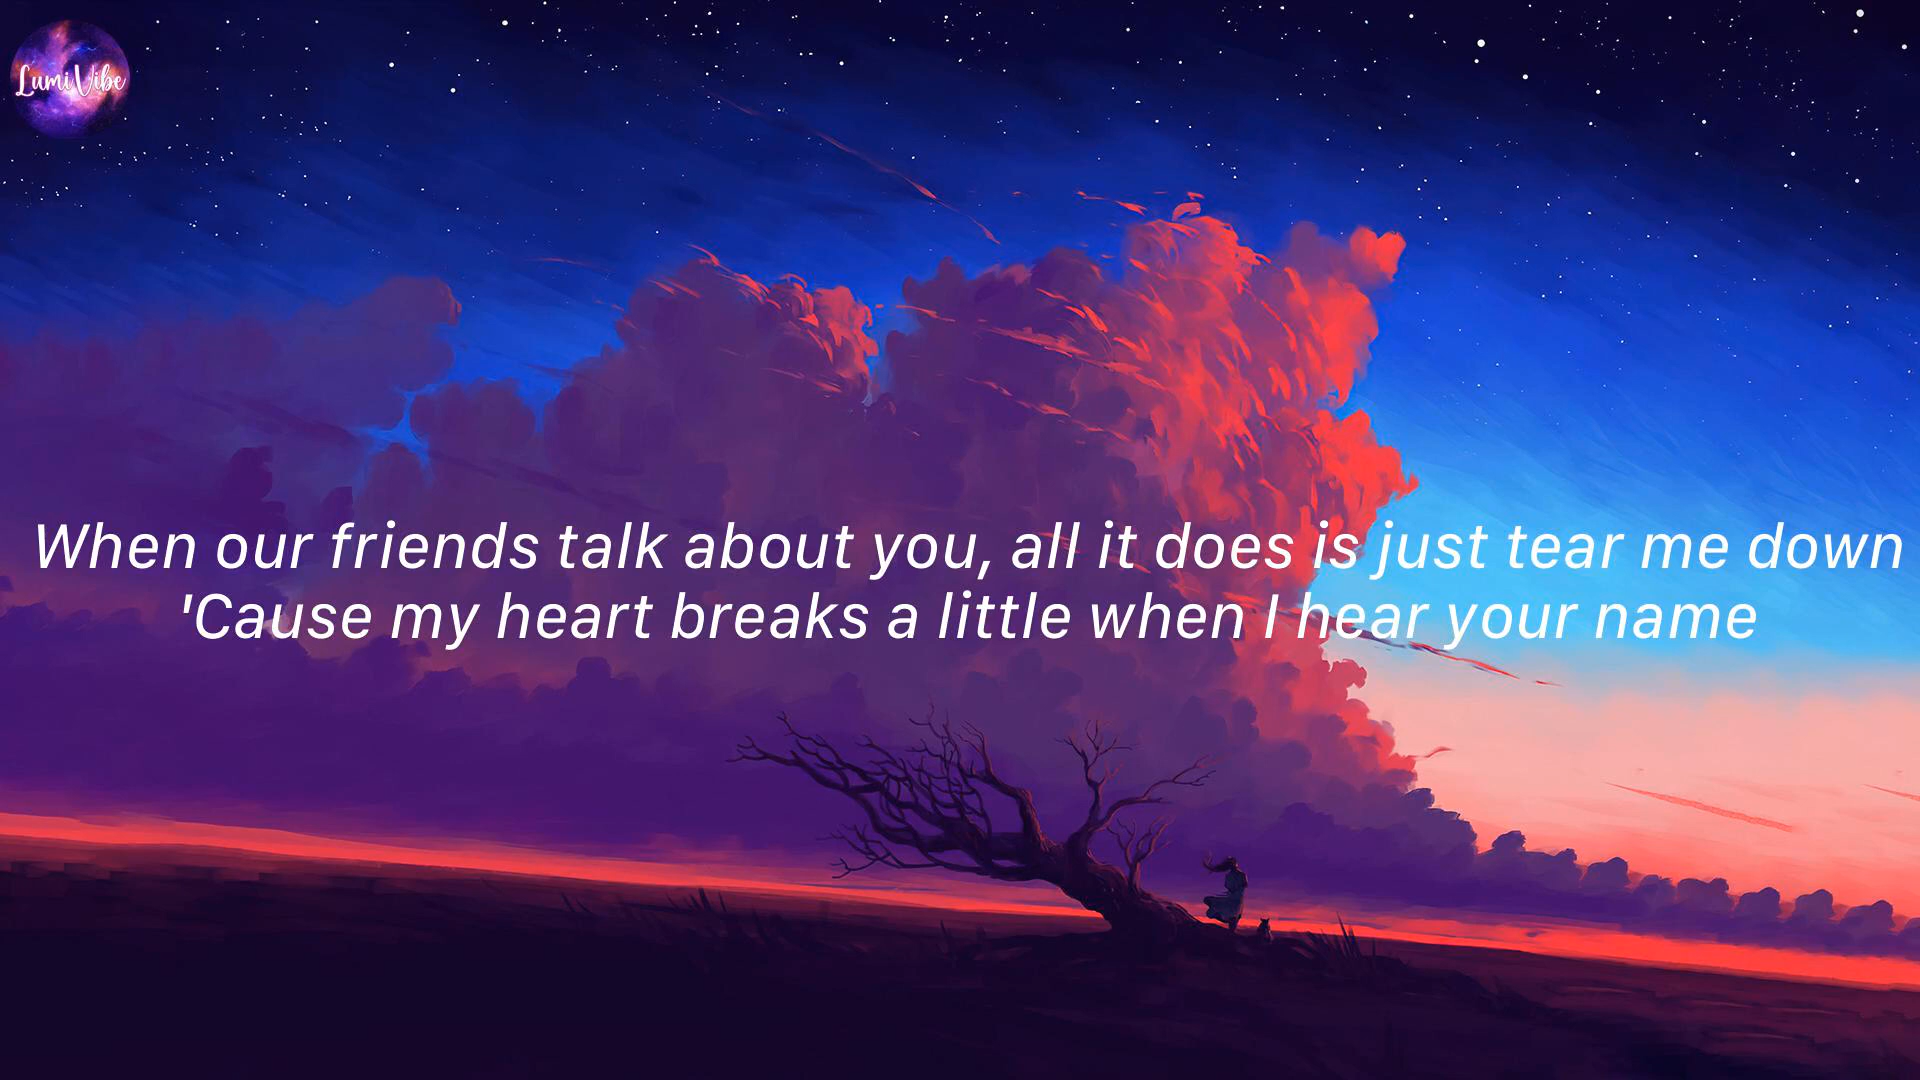 LumiVibe
When our friends talk about you, all it does is just tear me down
'Cause my heart breaks a little when I hear your name